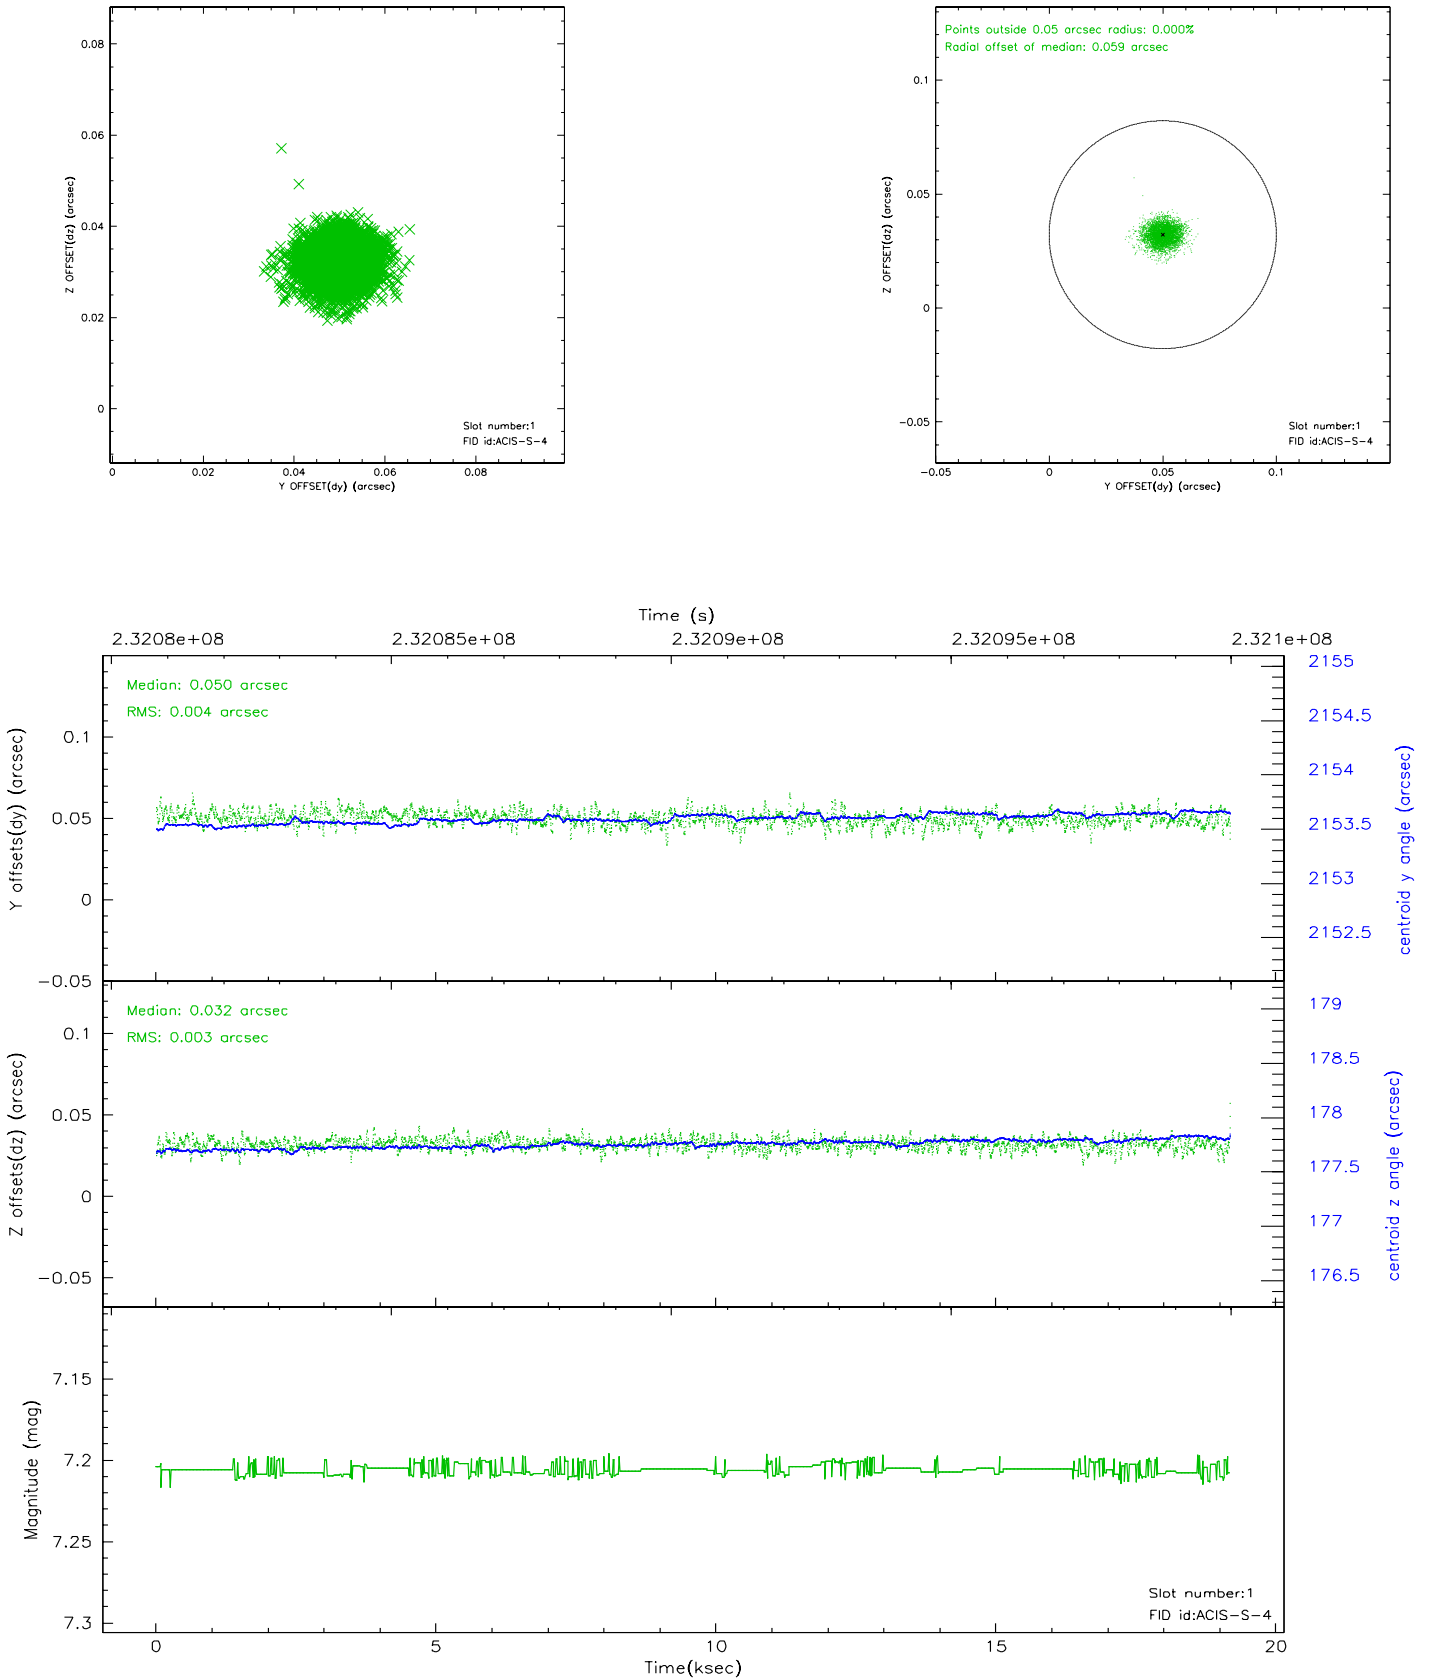 0.08
0.06
0.04
0.02
0
0 0.02 0.04 0.06 0.08
Z OFFSET(dz) (arcsec)
Y OFFSET(dy) (arcsec)
Slot number:1
FID id:ACIS-S-4
Points outside 0.05 arcsec radius: 0.000%
Radial offset of median: 0.059 arcsec
0.1
0.05
0
-0.05
-0.05 0 0.05 0.1
Z OFFSET(dz) (arcsec)
Y OFFSET(dy) (arcsec)
Slot number:1
FID id:ACIS-S-4
Time (s)
2.3208e+08 2.32085e+08 2.3209e+08 2.32095e+08 2.321e+08
Median: 0.050 arcsec
RMS: 0.004 arcsec
Y offsets(dy) (arcsec)
0.1
0.05
0
-0.05
2155
2154.5
2154
2153.5
2153
2152.5
centroid y angle (arcsec)
Median: 0.032 arcsec
RMS: 0.003 arcsec
Z offsets(dz) (arcsec)
0.1
0.05
0
-0.05
179
178.5
178
177.5
177
176.5
centroid z angle (arcsec)
Magnitude (mag)
7.15
7.2
7.25
7.3
Slot number:1
FID id:ACIS-S-4
0 5 10 15 20
Time(ksec)